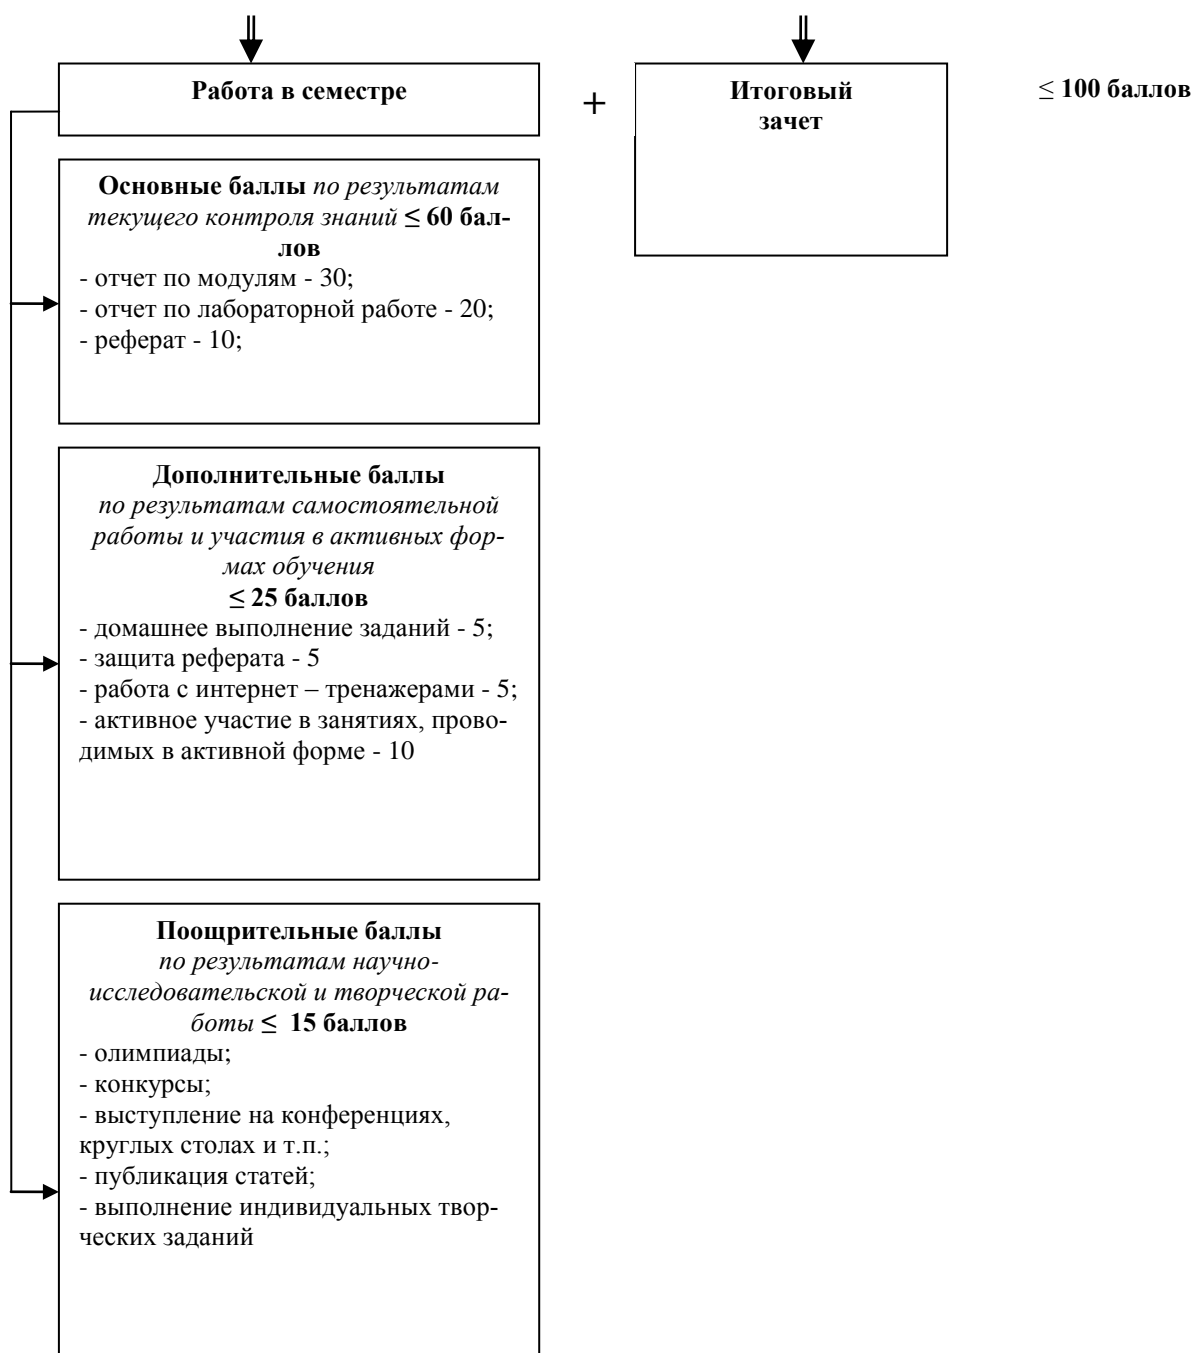 Работа в семестре
+
Итоговый
зачет
≤ 100 баллов
Основные баллы по результатам
текущего контроля знаний ≤ 60 бал-
лов
- отчет по модулям - 30;
- отчет по лабораторной работе - 20;
- реферат - 10;
Дополнительные баллы
по результатам самостоятельной
работы и участия в активных фор-
мах обучения
≤ 25 баллов
- домашнее выполнение заданий - 5;
- защита реферата - 5
- работа с интернет – тренажерами - 5;
- активное участие в занятиях, прово-
димых в активной форме - 10
Поощрительные баллы
по результатам научно-
исследовательской и творческой ра-
боты ≤ 15 баллов
- олимпиады;
- конкурсы;
- выступление на конференциях,
круглых столах и т.п.;
- публикация статей;
- выполнение индивидуальных твор-
ческих заданий